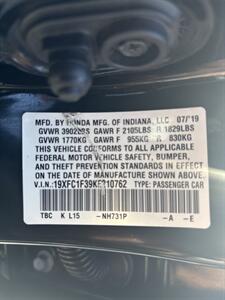 MFD. BY HONDA MFG. OF INDIANA, LLC 07/19
GVWR 3902LBS GAWR F 2105LBS R 1829LBS
GVWR 1770KG GAWR F 955KG R 830KG
THIS VEHICLE CONFORMS TO ALL APPLICABLE
FEDERAL MOTOR VEHICLE SAFETY, BUMPER,
AND THEFT PREVENTION STANDARDS IN EFFECT
ON THE DATE OF MANUFACTURE SHOWN ABOVE.
V.I.N. 19XFC1F39KE210762 TYPE: PASSENGER CAR
TBC K L15 -NH731P -A -E